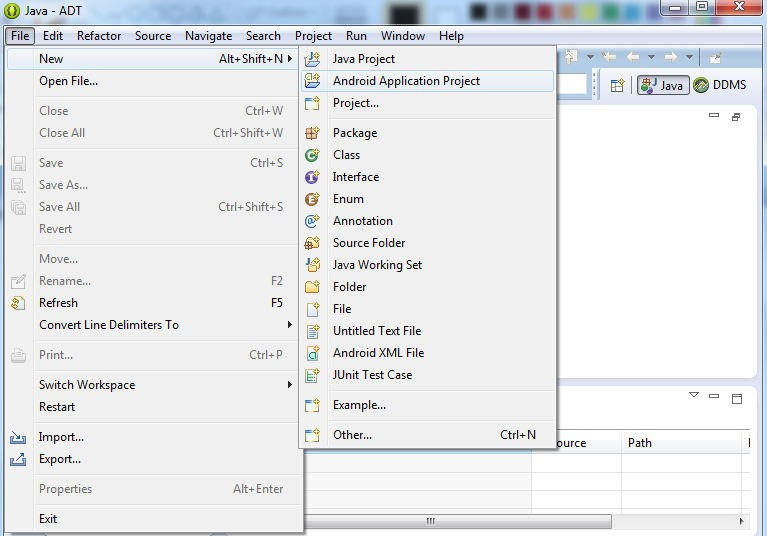 Java - ADT
File Edit Refactor Source Navigate Search Project Run Window Help
New Alt+Shift+N
Open File...
Close Ctrl+W
Close All Ctrl+Shift+W
Save Ctrl+S
Save As...
Save All Ctrl+Shift+S
Revert
Move...
Rename... F2
Refresh F5
Convert Line Delimiters To
Print... Ctrl+P
Switch Workspace
Restart
Import...
Export...
Properties Alt+Enter
Exit
Java Project
Android Application Project
Project...
Package
Class
Interface
Enum
Annotation
Source Folder
Java Working Set
Folder
File
Untitled Text File
Android XML File
JUnit Test Case
Example...
Other... Ctrl+N
Java DDMS
ource Path